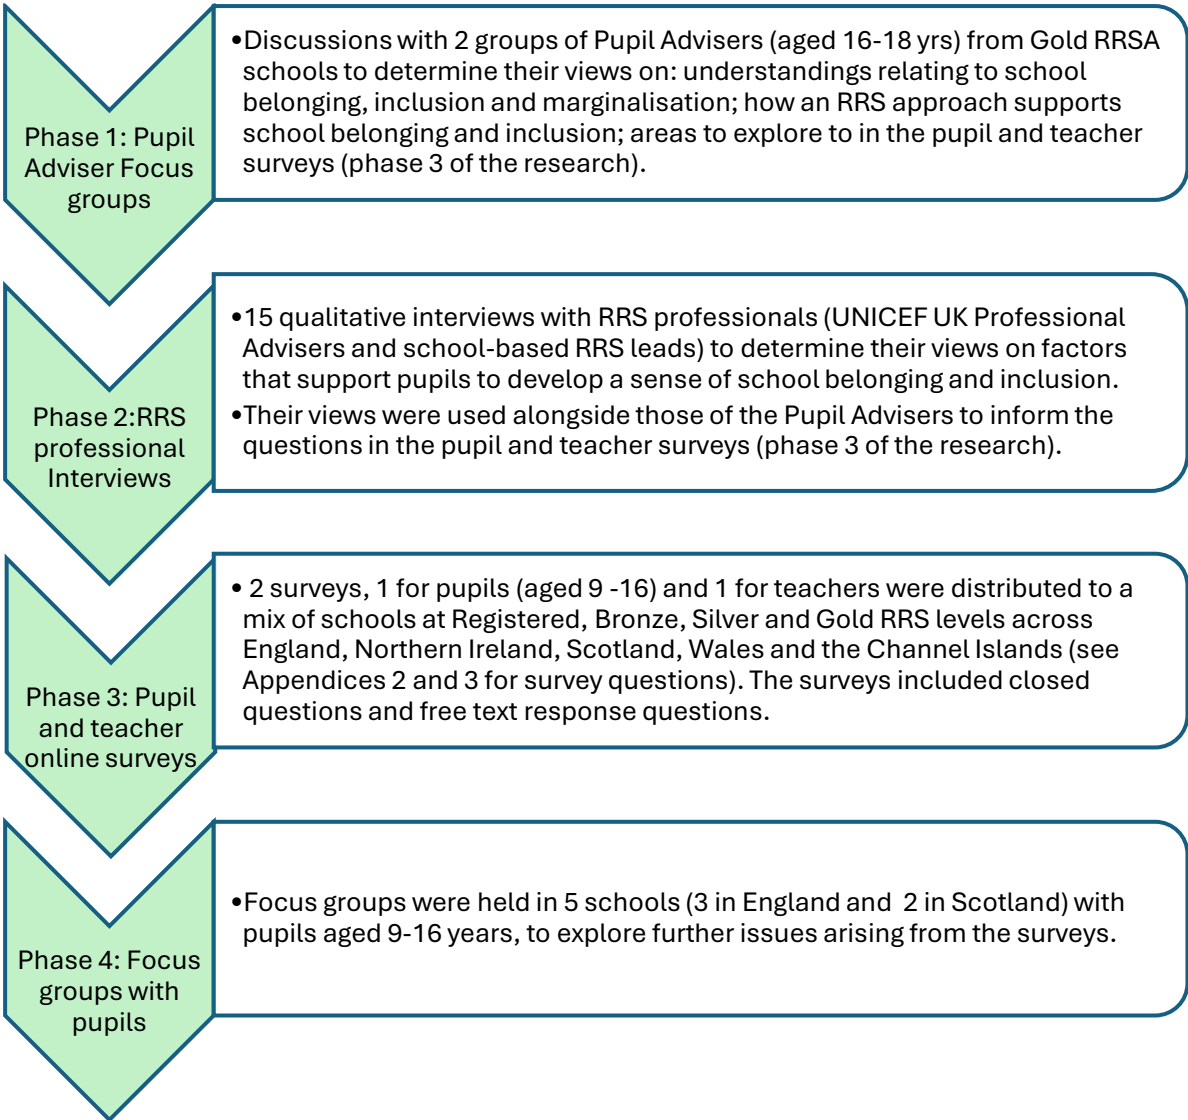 Phase 1: Pupil
Adviser Focus
groups
•Discussions with 2 groups of Pupil Advisers (aged 16-18 yrs) from Gold RRSA
schools to determine their views on: understandings relating to school
belonging, inclusion and marginalisation; how an RRS approach supports
school belonging and inclusion; areas to explore to in the pupil and teacher
surveys (phase 3 of the research).
Phase 2:RRS
professional
Interviews
•15 qualitative interviews with RRS professionals (UNICEF UK Professional
Advisers and school-based RRS leads) to determine their views on factors
that support pupils to develop a sense of school belonging and inclusion.
•Their views were used alongside those of the Pupil Advisers to inform the
questions in the pupil and teacher surveys (phase 3 of the research).
Phase 3: Pupil
and teacher
online surveys
• 2 surveys, 1 for pupils (aged 9 -16) and 1 for teachers were distributed to a
mix of schools at Registered, Bronze, Silver and Gold RRS levels across
England, Northern Ireland, Scotland, Wales and the Channel Islands (see
Appendices 2 and 3 for survey questions). The surveys included closed
questions and free text response questions.
Phase 4: Focus
groups with
pupils
•Focus groups were held in 5 schools (3 in England and  2 in Scotland) with
pupils aged 9-16 years, to explore further issues arising from the surveys.